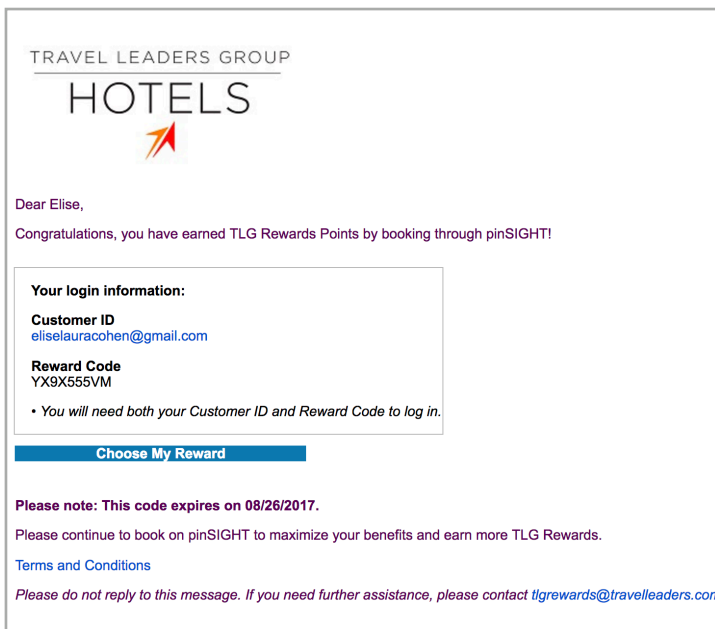 TRAVEL LEADERS GROUP
HOTELS
Dear Elise,
Congratulations, you have earned TLG Rewards Points by booking through pinSIGHT!
Your login information:
Customer ID
eliselauracohen@gmail.com
Reward Code
YX9X555VM
• You will need both your Customer ID and Reward Code to log in.
Choose My Reward
Please note: This code expires on 08/26/2017.
Please continue to book on pinSIGHT to maximize your benefits and earn more TLG Rewards.
Terms and Conditions
Please do not reply to this message. If you need further assistance, please contact tlgrewards@travelleaders.com